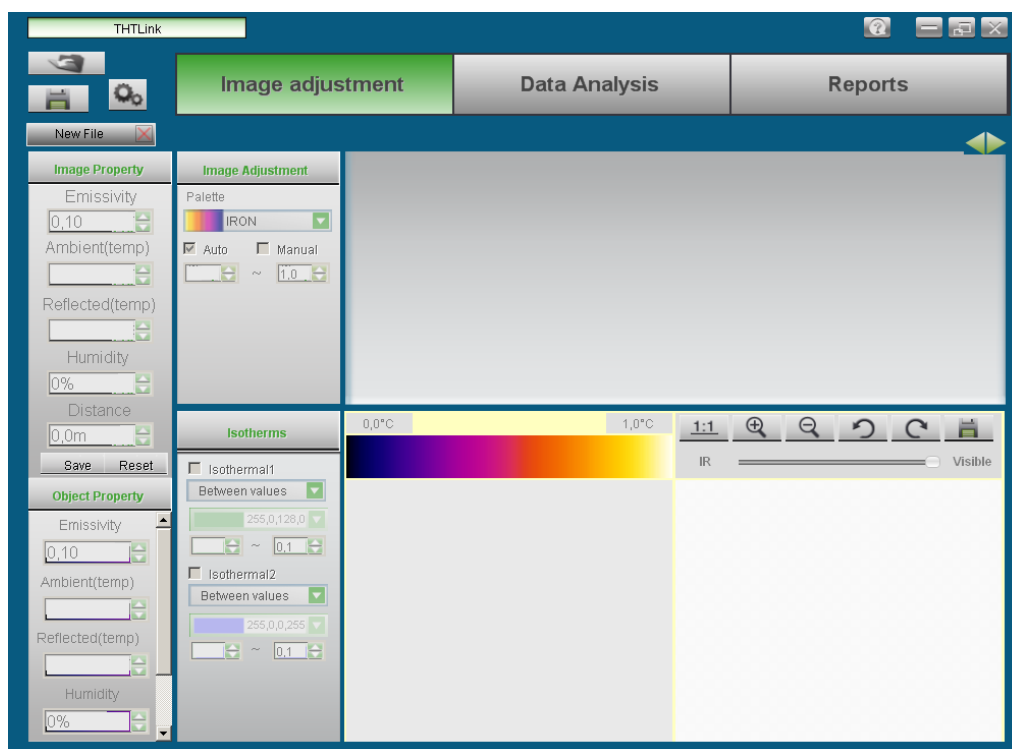 THTLink
Image adjustment
Data Analysis
Reports
New File
Image Property
Emissivity
0,10
Ambient(temp)
Reflected(temp)
Humidity
0%
Distance
0,0m
Save Reset
Object Property
Emissivity
0,10
Ambient(temp)
Reflected(temp)
Humidity
0%
Image Adjustment
Palette
IRON
Auto Manual
~ 1,0
Isotherms
Isothermal1
Between values
255,0,128,0
~ 0,1
Isothermal2
Between values
255,0,0,255
~ 0,1
0,0°C 1,0°C
1:1
IR Visible